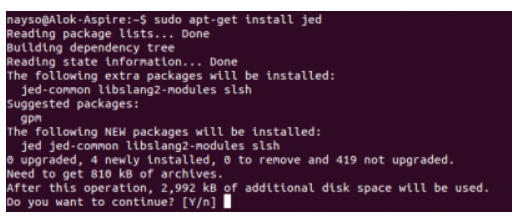 nayso@Alok-Aspire:~$ sudo apt-get install jed
Reading package lists... Done
Building dependency tree
Reading state information... Done
The following extra packages will be installed:
  jed-common libslang2-modules slsh
Suggested packages:
  gpm
The following NEW packages will be installed:
  jed jed-common libslang2-modules slsh
0 upgraded, 4 newly installed, 0 to remove and 419 not upgraded.
Need to get 810 kB of archives.
After this operation, 2,992 kB of additional disk space will be used.
Do you want to continue? [Y/n]